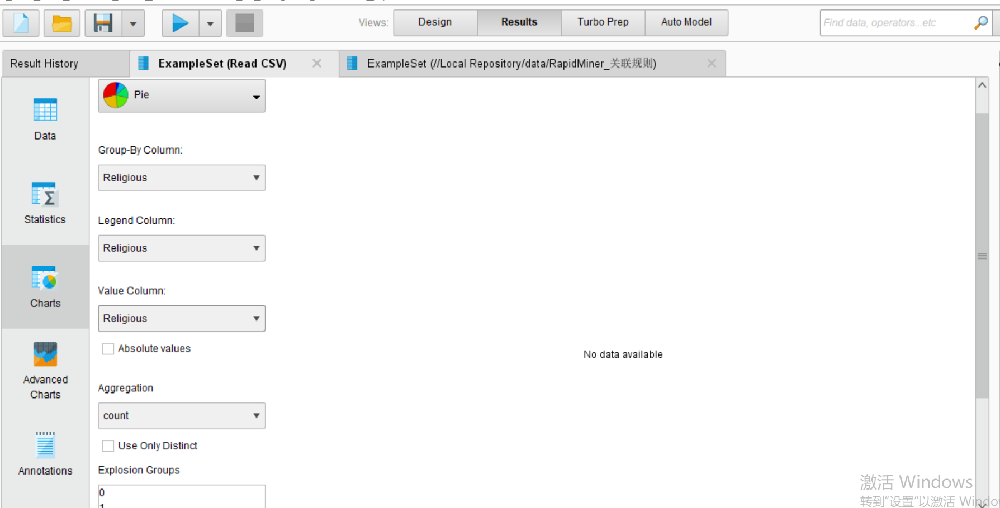 Views:
Design
Results
Turbo Prep
Auto Model
Find data, operators...etc
Result History
ExampleSet (Read CSV)
ExampleSet (//Local Repository/data/RapidMiner_关联规则)
Pie
Data
Group-By Column:
Religious
Statistics
Legend Column:
Religious
Value Column:
Charts
Religious
Absolute values
No data available
Advanced
Charts
Aggregation
count
Use Only Distinct
Annotations
Explosion Groups
0
1
激活 Windows
转到"设置"以激活 Windo